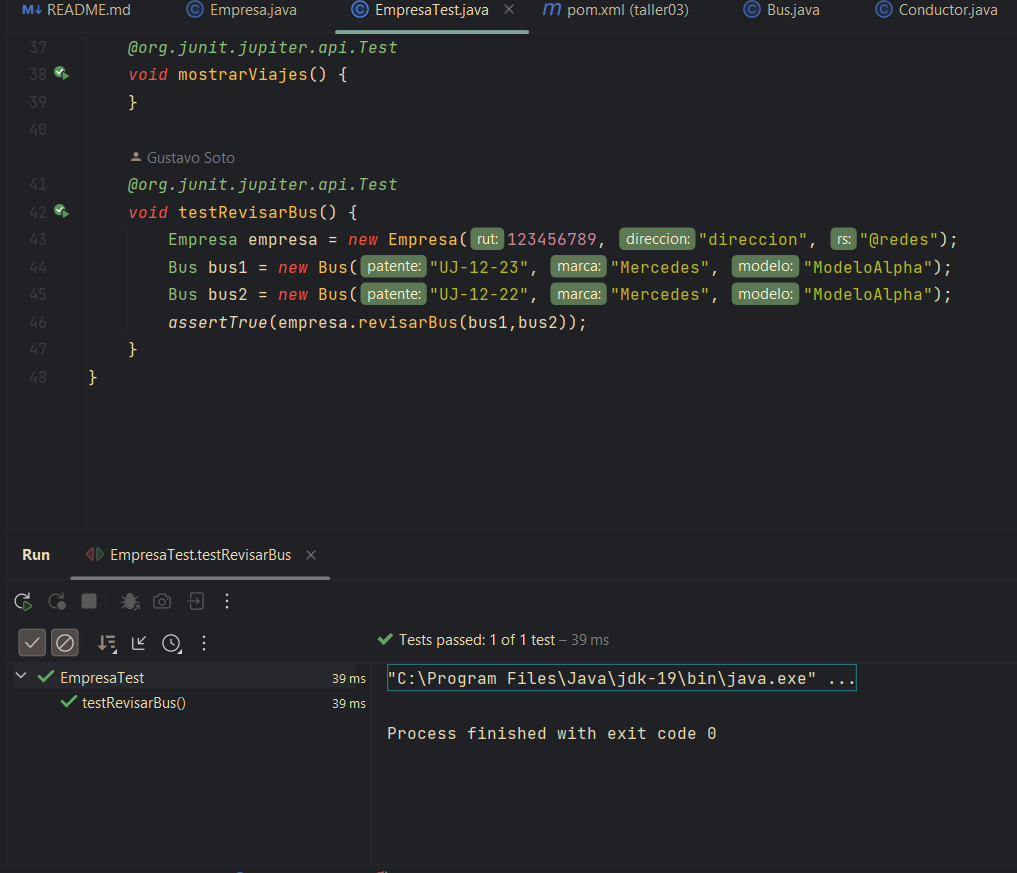 M↓ README.md   © Empresa.java   © EmpresaTest.java ×   m pom.xml (taller03)   © Bus.java   © Conductor.java
37 @org.junit.jupiter.api.Test
38 void mostrarViajes() {
39 }
40
Gustavo Soto
41 @org.junit.jupiter.api.Test
42 void testRevisarBus() {
43 Empresa empresa = new Empresa( rut: 123456789, direccion: "direccion", rs: "@redes");
44 Bus bus1 = new Bus( patente: "UJ-12-23", marca: "Mercedes", modelo: "ModeloAlpha");
45 Bus bus2 = new Bus( patente: "UJ-12-22", marca: "Mercedes", modelo: "ModeloAlpha");
46 assertTrue(empresa.revisarBus(bus1,bus2));
47 }
48 }
Run   EmpresaTest.testRevisarBus ×
Tests passed: 1 of 1 test – 39 ms
EmpresaTest 39 ms
testRevisarBus() 39 ms
"C:\Program Files\Java\jdk-19\bin\java.exe" ...
Process finished with exit code 0